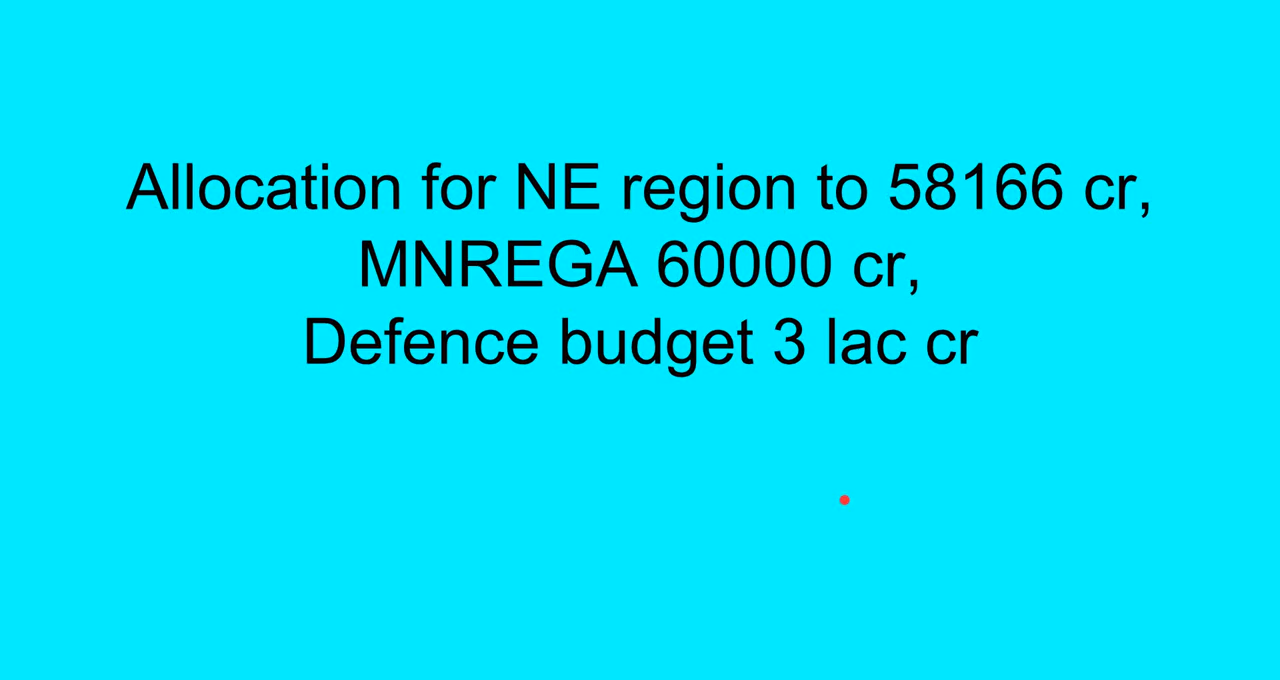 Allocation for NE region to 58166 cr,
MNREGA 60000 cr,
Defence budget 3 lac cr